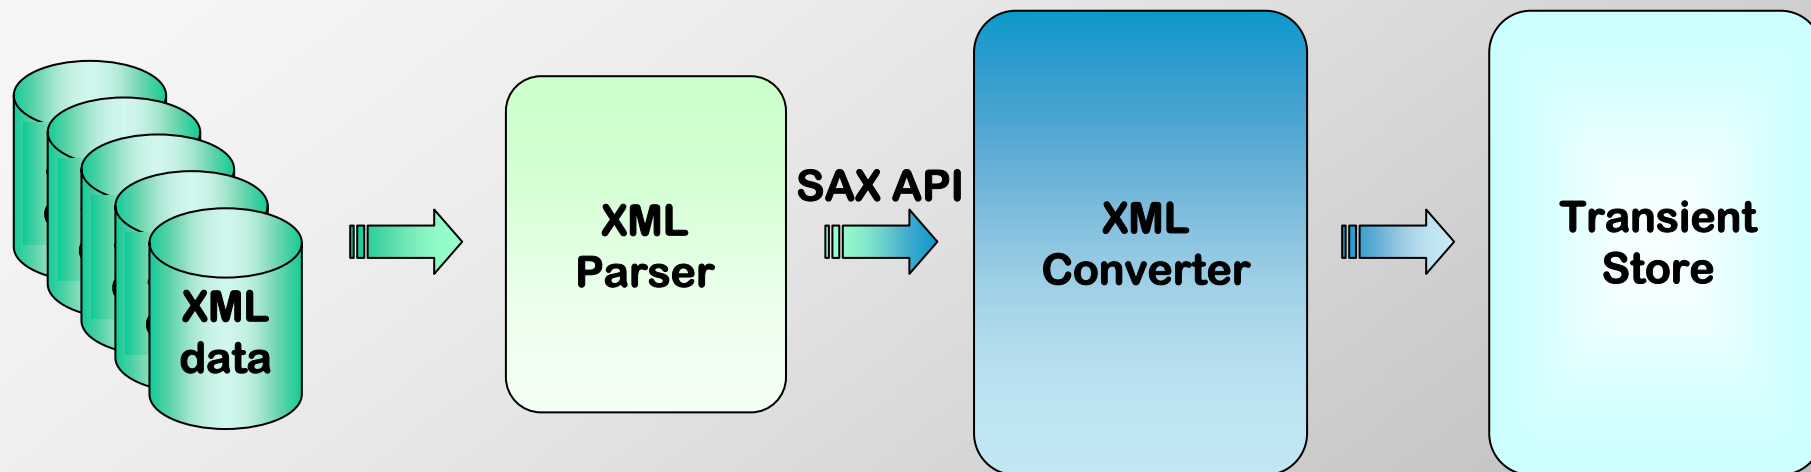 XML
data
XML
Parser
SAX API
XML
Converter
Transient
Store